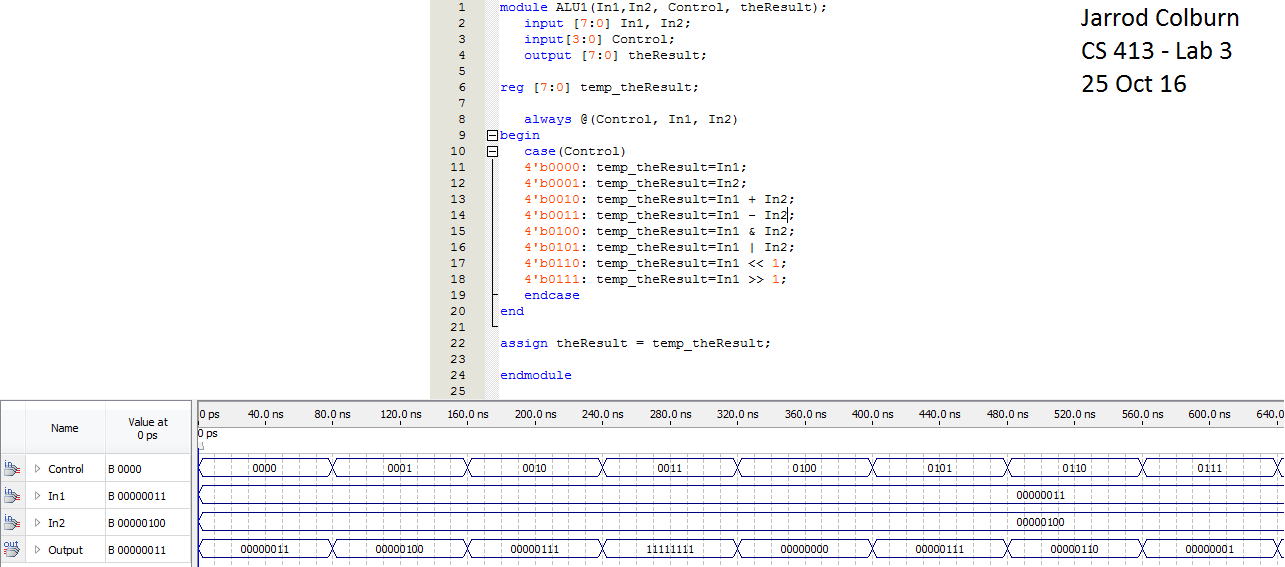 1 module ALU1(In1,In2, Control, theResult);
2 input [7:0] In1, In2;
3 input[3:0] Control;
4 output [7:0] theResult;
5
6 reg [7:0] temp_theResult;
7
8 always @(Control, In1, In2)
9 begin
10 case(Control)
11 4'b0000: temp_theResult=In1;
12 4'b0001: temp_theResult=In2;
13 4'b0010: temp_theResult=In1 + In2;
14 4'b0011: temp_theResult=In1 - In2;
15 4'b0100: temp_theResult=In1 & In2;
16 4'b0101: temp_theResult=In1 | In2;
17 4'b0110: temp_theResult=In1 << 1;
18 4'b0111: temp_theResult=In1 >> 1;
19 endcase
20 end
21
22 assign theResult = temp_theResult;
23
24 endmodule
25
Jarrod Colburn
CS 413 - Lab 3
25 Oct 16
Name Value at 0 ps
0 ps 40.0 ns 80.0 ns 120.0 ns 160.0 ns 200.0 ns 240.0 ns 280.0 ns 320.0 ns 360.0 ns 400.0 ns 440.0 ns 480.0 ns 520.0 ns 560.0 ns 600.0 ns 640.0
0 ps
in Control B 0000 0000 0001 0010 0011 0100 0101 0110 0111
in In1 B 00000011 00000011
in In2 B 00000100 00000100
out Output B 00000011 00000011 00000100 00000111 11111111 00000000 00000111 00000110 00000001